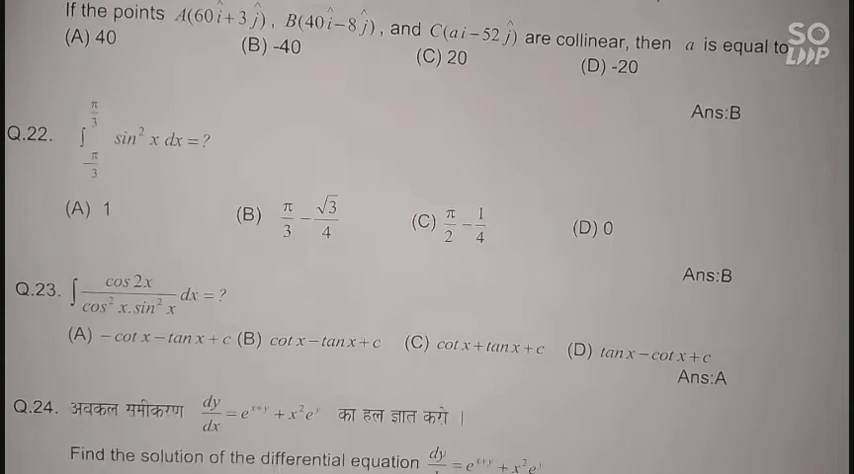 If the points A(60î+3ĵ), B(40î−8ĵ), and C(ai−52ĵ) are collinear, then a is equal to
SO
LOOP
(A) 40 (B) -40 (C) 20 (D) -20
Ans:B
Q.22. ∫_{-π/3}^{π/3} sin² x dx = ?
(A) 1 (B) π/3 − √3/4 (C) π/2 − 1/4 (D) 0
Ans:B
Q.23. ∫ cos 2x / cos² x.sin² x dx = ?
(A) − cot x − tan x + c (B) cot x − tan x + c (C) cot x + tan x + c (D) tan x − cot x + c
Ans:A
Q.24. अवकल समीकरण dy/dx = e^{x+y} + x²e^y का हल ज्ञात करो |
Find the solution of the differential equation dy = e^{x+y} + x²e^y